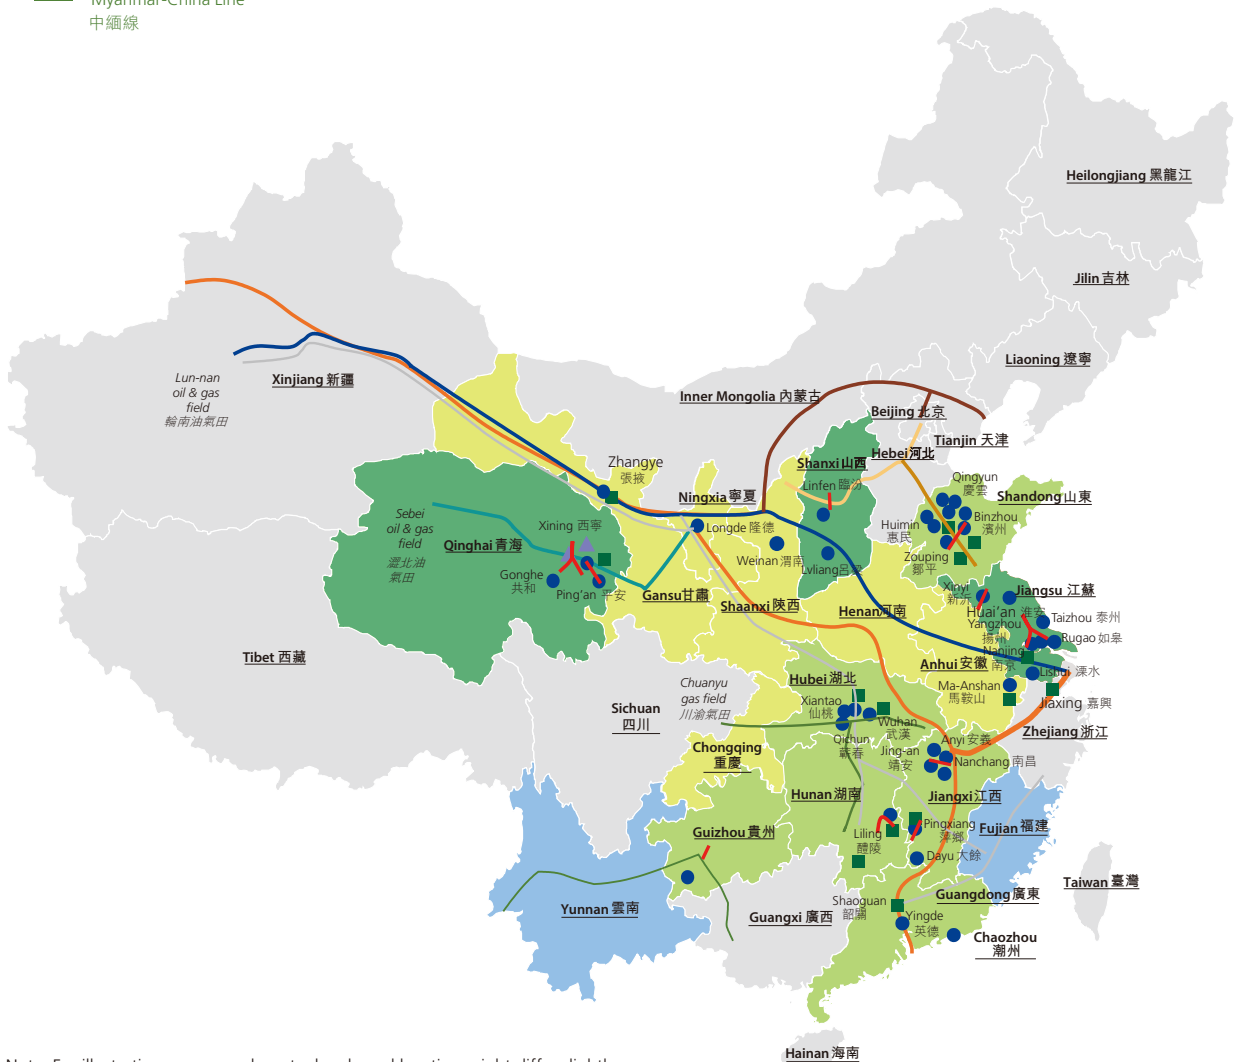 Myanmar-China Line
中緬線
Heilongjiang 黑龍江
Jilin 吉林
Liaoning 遼寧
Lun-nan
oil & gas
field
輪南油氣田
Xinjiang 新疆
Inner Mongolia 內蒙古
Beijing 北京
Tianjin 天津
Hebei 河北
Shanxi 山西
Linfen 臨汾
Zhangye
張掖
Ningxia 寧夏
Qingyun
慶雲
Shandong 山東
Huimin
惠民
Binzhou
濱州
Zouping
鄒平
Sebei
oil & gas
field
澀北油
氣田
Xining 西寧
Qinghai 青海
Gonghe
共和
Ping'an 平安
Longde 隆德
Weinan 渭南
Lvliang 呂梁
Gansu 甘肅
Shaanxi 陝西
Henan 河南
Xinyi
新沂
Jiangsu 江蘇
Huai'an 淮安
Yangzhou
揚州
Taizhou 泰州
Rugao 如皋
Nanjing
南京
Lishui 溧水
Anhui 安徽
Ma-Anshan
馬鞍山
Jiaxing 嘉興
Zhejiang 浙江
Tibet 西藏
Chuanyu
gas field
川渝氣田
Sichuan
四川
Hubei 湖北
Xiantao
仙桃
Wuhan
武漢
Qichun
蘄春
Chongqing
重慶
Anyi 安義
Jing-an
靖安
Nanchang 南昌
Hunan 湖南
Jiangxi 江西
Guizhou 貴州
Liling
醴陵
Pingxiang
萍鄉
Fujian 福建
Dayu 大餘
Taiwan 臺灣
Yunnan 雲南
Guangxi 廣西
Shaoguan
韶關
Guangdong 廣東
Yingde
英德
Chaozhou
潮州
Hainan 海南